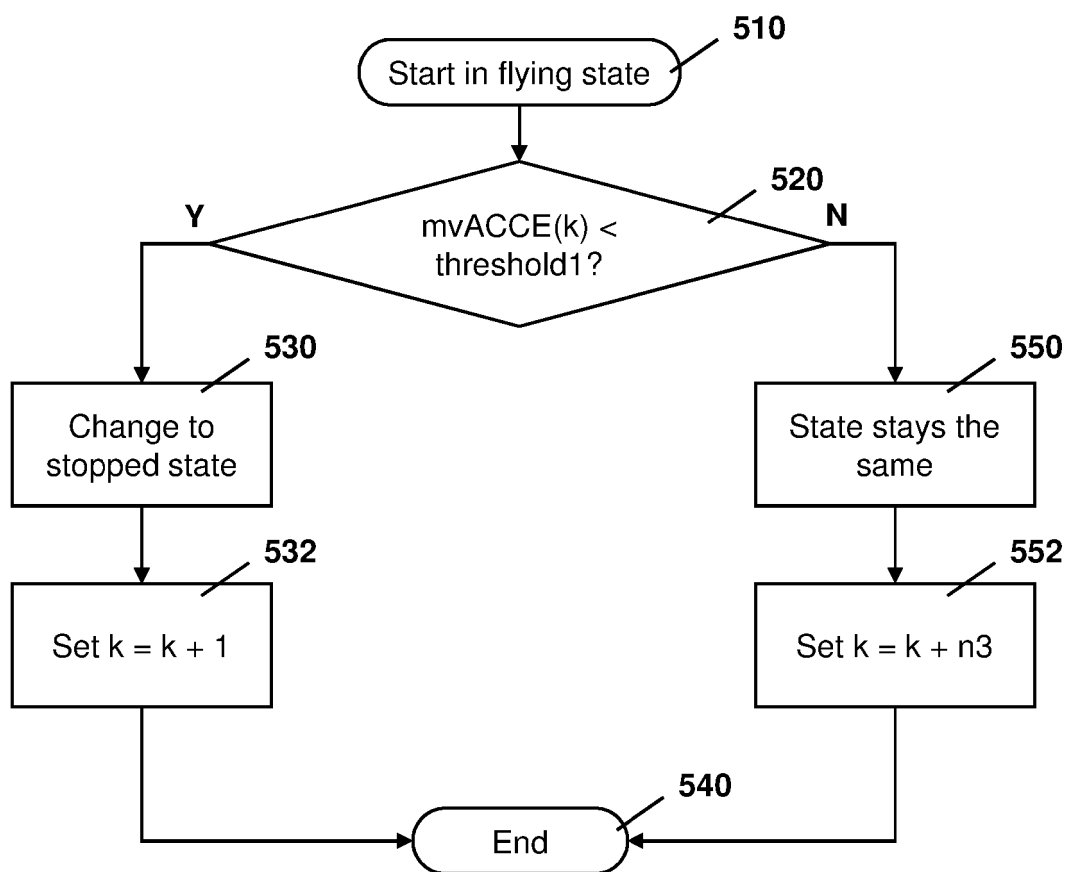 510
Start in flying state
520
Y
N
mvACCE(k) <
threshold1?
530
550
Change to
stopped state
State stays the
same
532
552
Set k = k + 1
Set k = k + n3
540
End